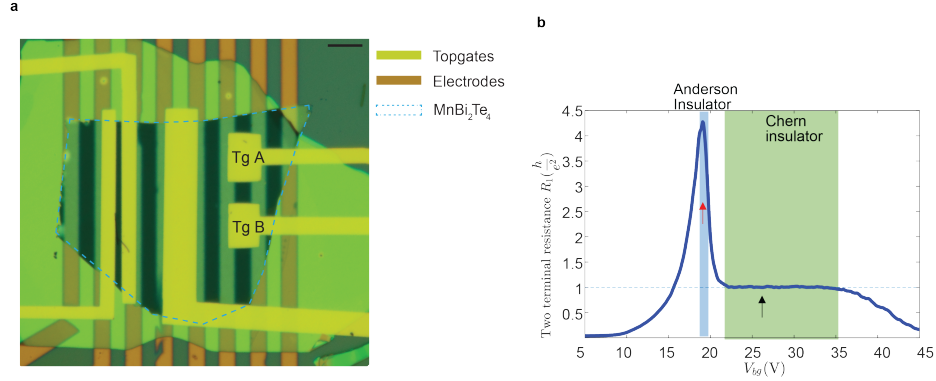 a
Topgates
Electrodes
MnBi₂Te₄
Tg A
Tg B
b
Anderson
Insulator
Chern
insulator
Two terminal resistance R₁(h/e²)
4.5
4
3.5
3
2.5
2
1.5
1
0.5
5 10 15 20 25 30 35 40 45
V_bg(V)